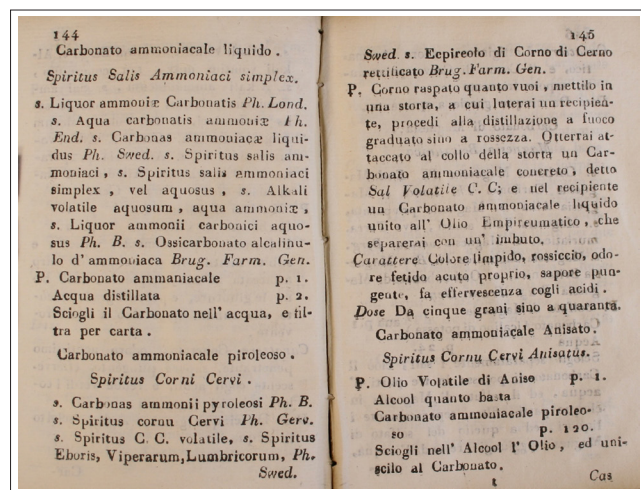 144
Carbonato ammoniacale liquido .
Spiritus Salis Ammoniaci simplex.
s. Liquor ammoniæ Carbonatis Ph. Lond.
s. Aqua carbonatis ammoniæ Ph.
End. s. Carbonas ammoniacæ liqui-
dus Ph. Swed. s. Spiritus salis am-
moniaci , s. Spiritus salis ammoniaci
simplex , vel aquosus , s. Alkali
volatile aquosum , aqua ammoniæ ,
s. Liquor ammonii carbonici aquo-
sus Ph. B. s. Ossicarbonato alcalinu-
lo d'ammoniaca Brug. Farm. Gen.
P. Carbonato ammaniacale p. 1.
Acqua distillata p. 2.
Sciogli il Carbonato nell'acqua, e fil-
tra per carta .
Carbonato ammoniacale piroleoso .
Spiritus Corni Cervi .
s. Carbonas ammonii pyroleosi Ph. B.
s. Spiritus cornu Cervi Ph. Gerv.
s. Spiritus C. C. volatile, s. Spiritus
Eboris, Viperarum, Lumbricorum, Ph.
Swed.
145
Swed. s. Ecpireolo di Corno di Cerno
rettificato Brug. Farm. Gen.
P. Corno raspato quanto vuoi , mettilo in
una storta, a cui luterai un recipien-
te, procedi alla distillazione a fuoco
graduato sino a rossezza. Otterrai at-
taccato al collo della storta un Car-
bonato ammoniacale concreto, detto
Sal Volatile C. C; e nel recipiente
un Carbonato ammoniacale liquido
unito all' Olio Empireumatico , che
separerai con un' imbuto.
Carattere Colore limpido, rossiccio, odo-
re fetido acuto proprio, sapore pun-
gente, fa effervescenza cogli acidi .
Dose Da cinque grani sino a quaranta.
Carbonato ammoniacale Anisato.
Spiritus Cornu Cervi Anisatus.
P. Olio Volatile di Aniso p. 1.
Alcool quanto basta
Carbonato ammoniacale piroleo-
so p. 120.
Sciogli nell' Alcool l' Olio , ed uni-
scilo al Carbonato.
t Cas